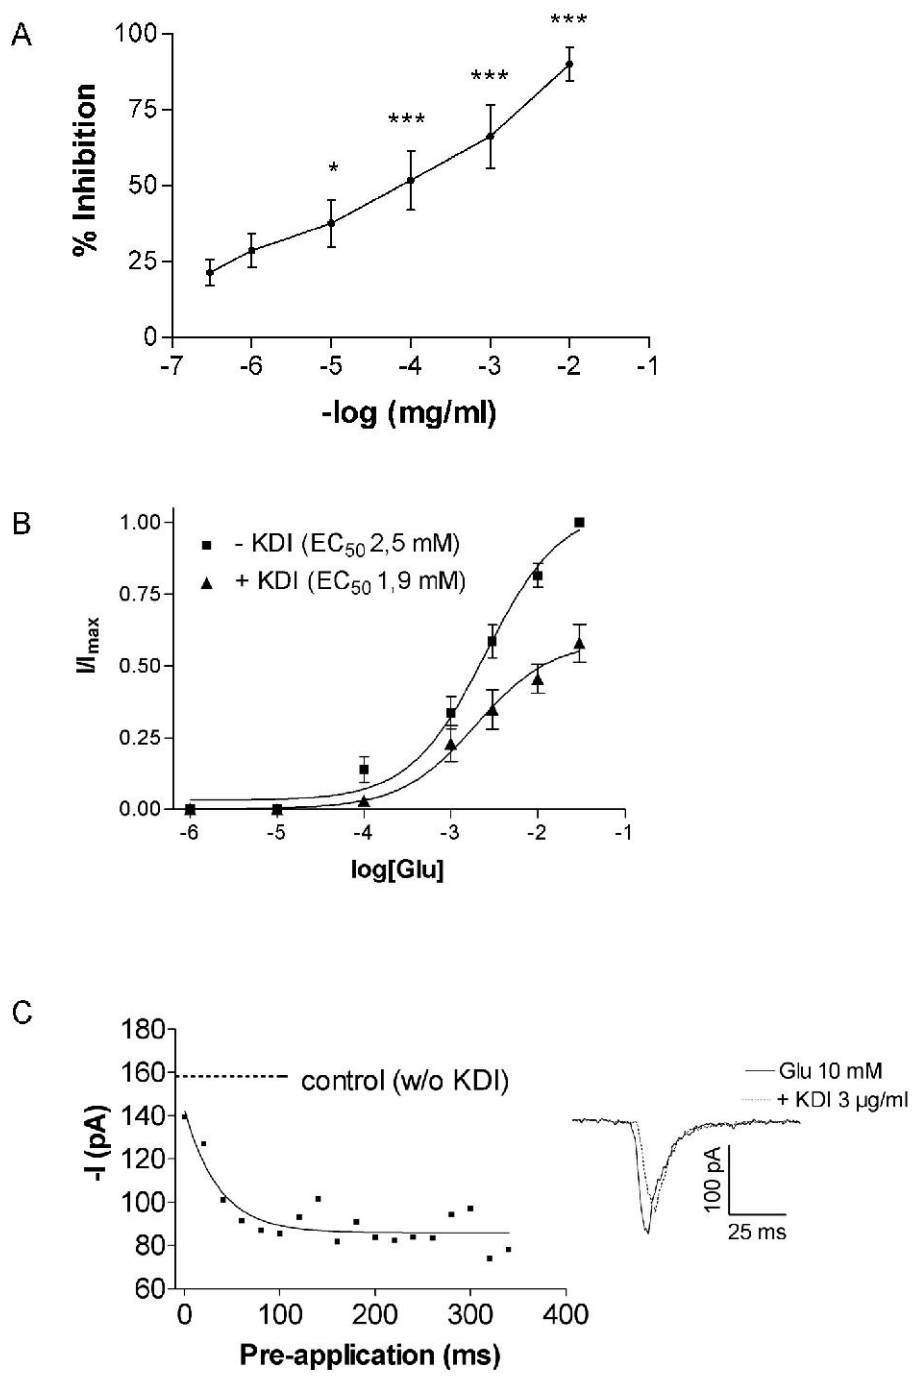 A
% Inhibition
100
75
50
25
0
*
***
***
***
-7 -6 -5 -4 -3 -2 -1
-log (mg/ml)
B
I/Imax
1.00
0.75
0.50
0.25
0.00
- KDI (EC50 2,5 mM)
+ KDI (EC50 1,9 mM)
-6 -5 -4 -3 -2 -1
log[Glu]
C
-I (pA)
180
160
140
120
100
80
60
control (w/o KDI)
0 100 200 300 400
Pre-application (ms)
Glu 10 mM
+ KDI 3 µg/ml
100 pA
25 ms